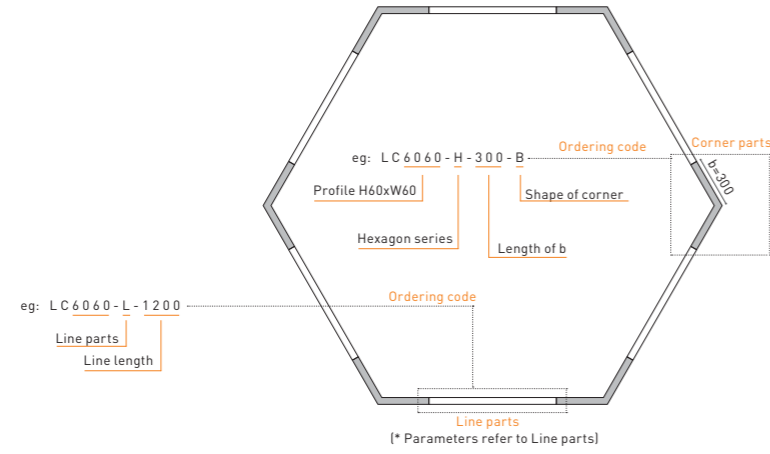 Ordering code
Corner parts
eg: LC6060-H-300-B
b=300
Profile H60xW60
Shape of corner
Hexagon series
Length of b
Ordering code
eg: LC6060-L-1200
Line parts
Line length
Line parts
(* Parameters refer to Line parts)